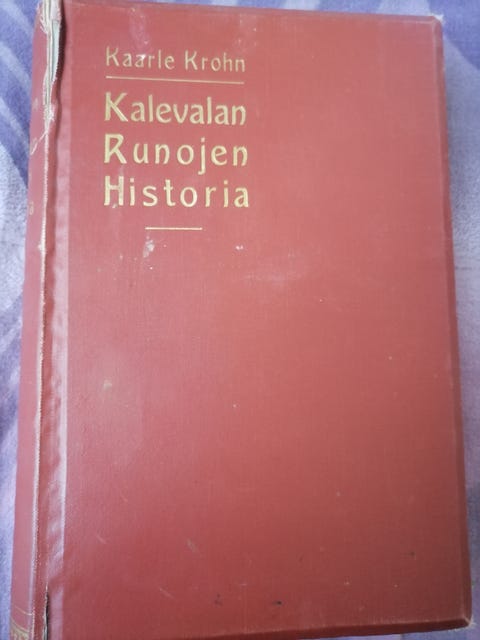 Kaarle Krohn
Kalevalan
Runojen
Historia